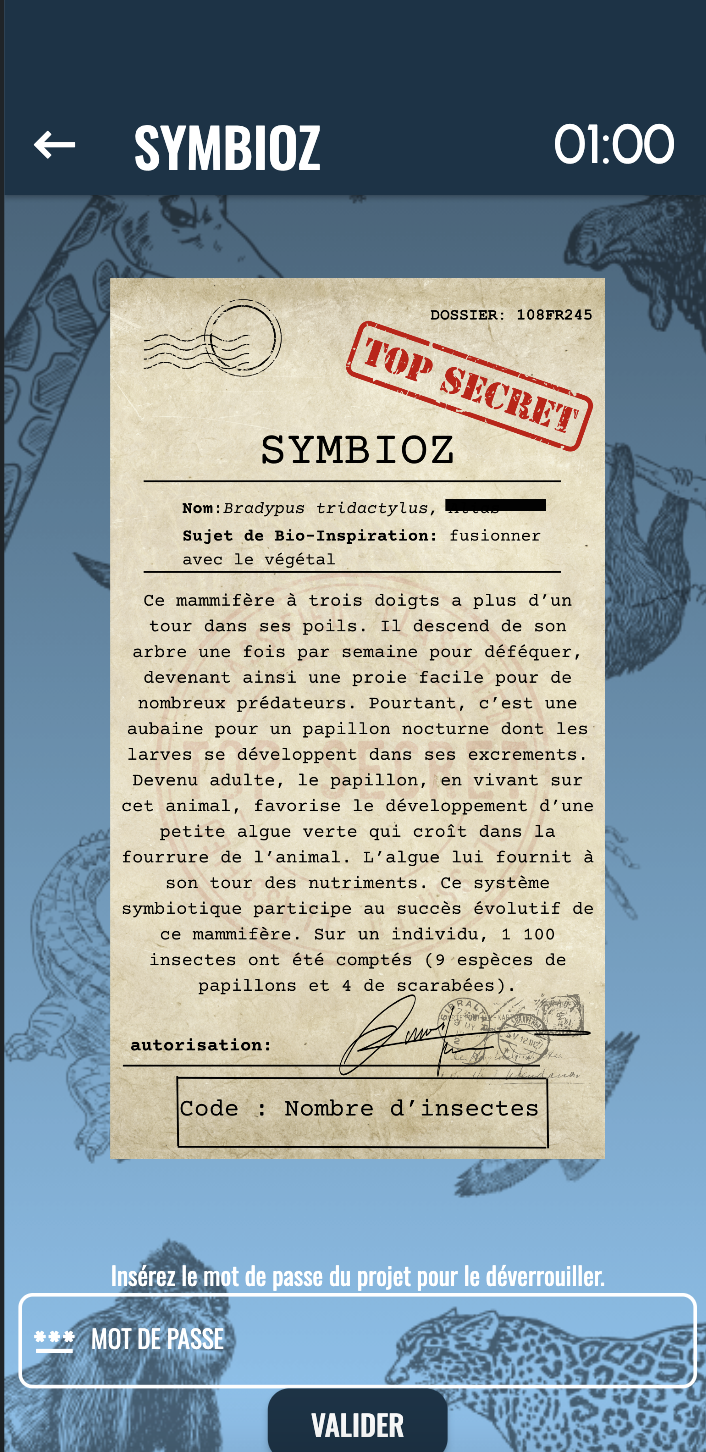 SYMBIOZ
01:00
DOSSIER: 108FR245
TOP SECRET
SYMBIOZ
Nom:Bradypus tridactylus,
Sujet de Bio-Inspiration: fusionner
avec le végétal
Ce mammifère à trois doigts a plus d’un
tour dans ses poils. Il descend de son
arbre une fois par semaine pour déféquer,
devenant ainsi une proie facile pour de
nombreux prédateurs. Pourtant, c’est une
aubaine pour un papillon nocturne dont les
larves se développent dans ses excrements.
Devenu adulte, le papillon, en vivant sur
cet animal, favorise le développement d’une
petite algue verte qui croît dans la
fourrure de l’animal. L’algue lui fournit à
son tour des nutriments. Ce système
symbiotique participe au succès évolutif de
ce mammifère. Sur un individu, 1 100
insectes ont été comptés (9 espèces de
papillons et 4 de scarabées).
autorisation:
Code : Nombre d’insectes
Insérez le mot de passe du projet pour le déverrouiller.
*** MOT DE PASSE
VALIDER